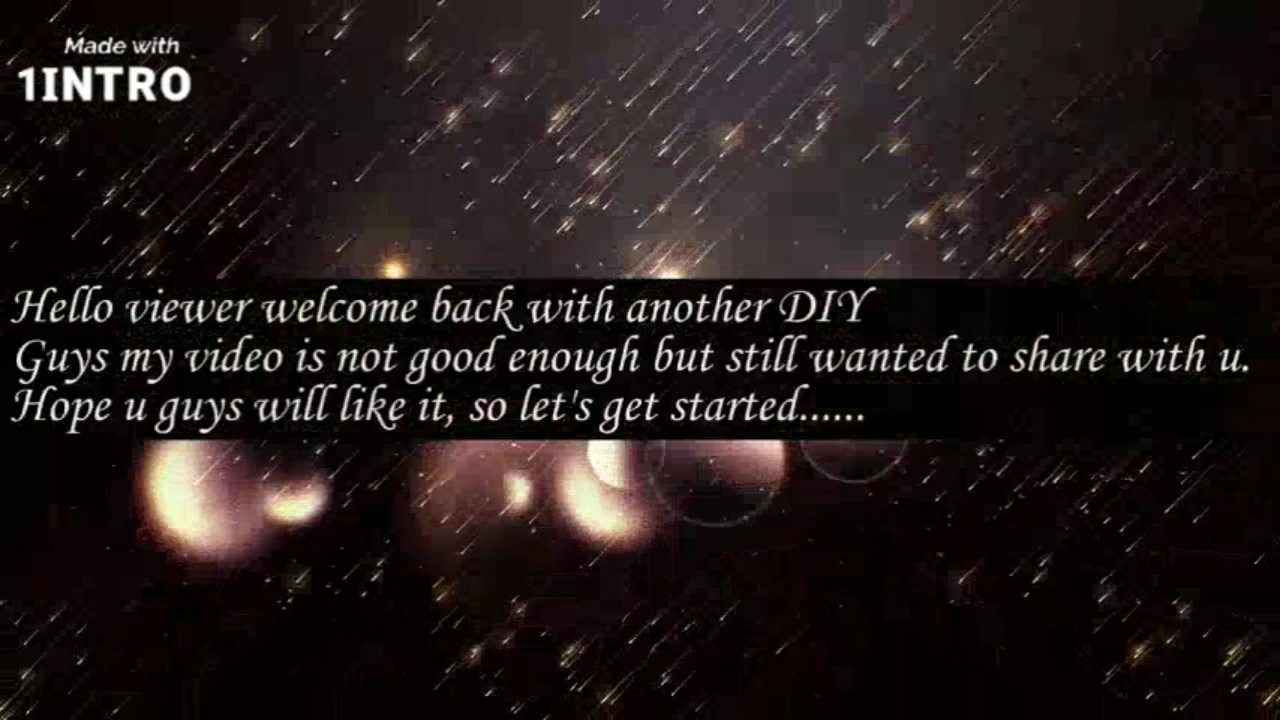 Made with
1INTRO
Hello viewer welcome back with another DIY
Guys my video is not good enough but still wanted to share with u.
Hope u guys will like it, so let's get started......